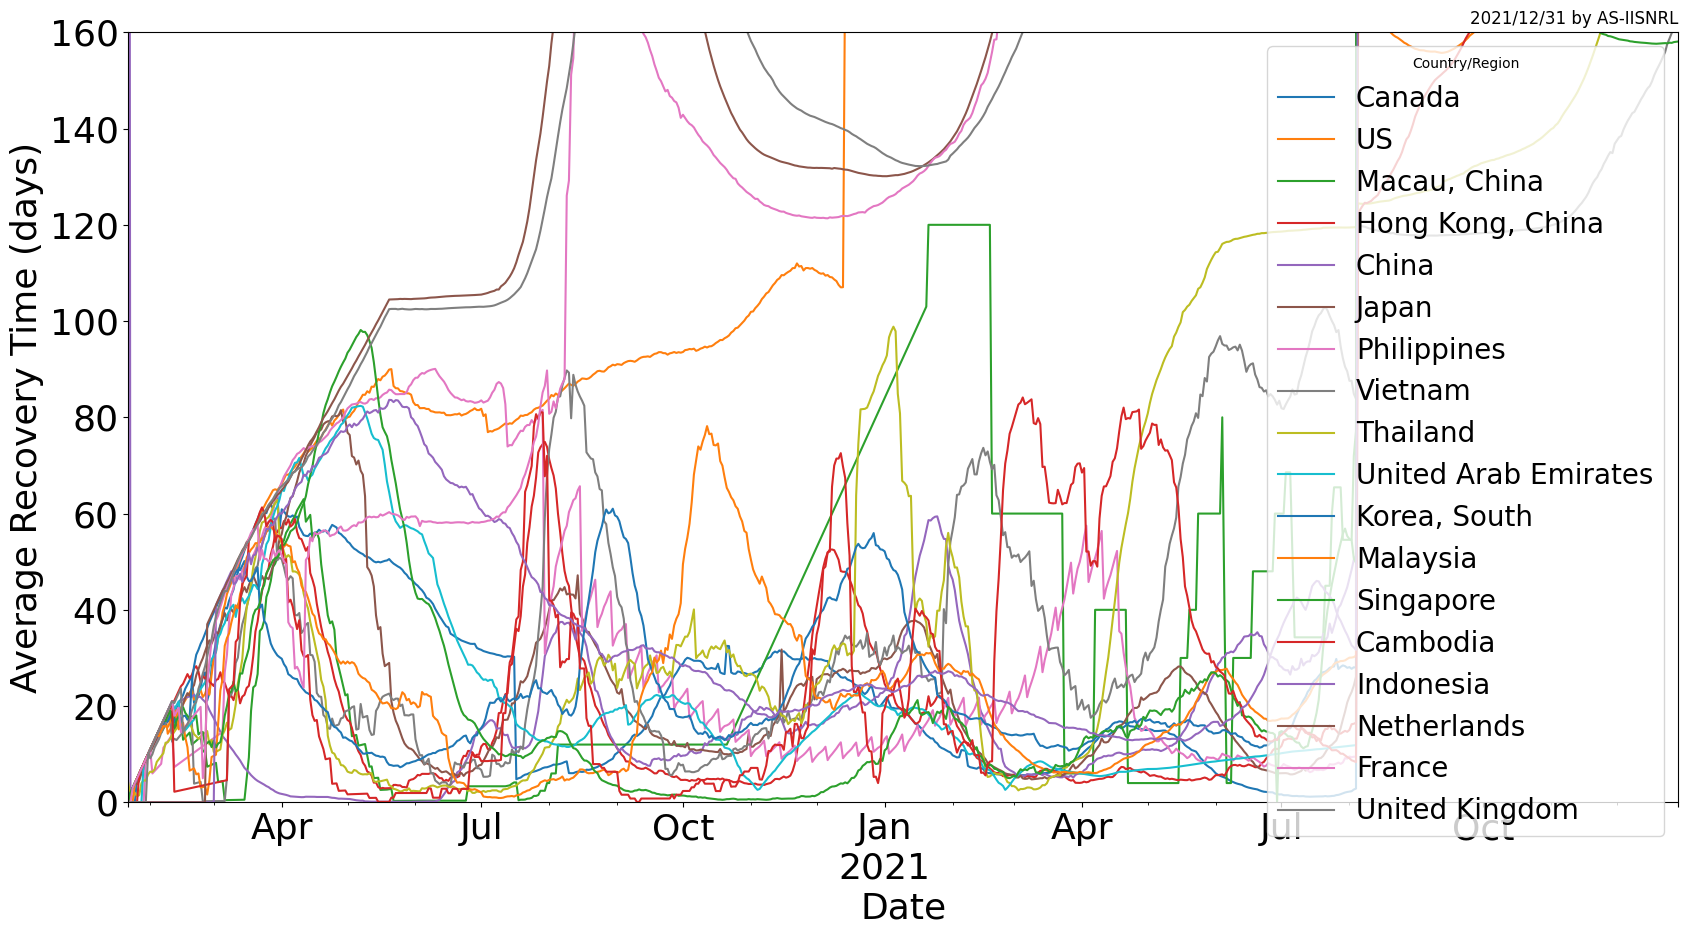 2021/12/31 by AS-IISNRL
160
140
120
100
80
60
40
20
0
Average Recovery Time (days)
Country/Region
Canada
US
Macau, China
Hong Kong, China
China
Japan
Philippines
Vietnam
Thailand
United Arab Emirates
Korea, South
Malaysia
Singapore
Cambodia
Indonesia
Netherlands
France
United Kingdom
Apr Jul Oct Jan Apr Jul Oct
2021
Date